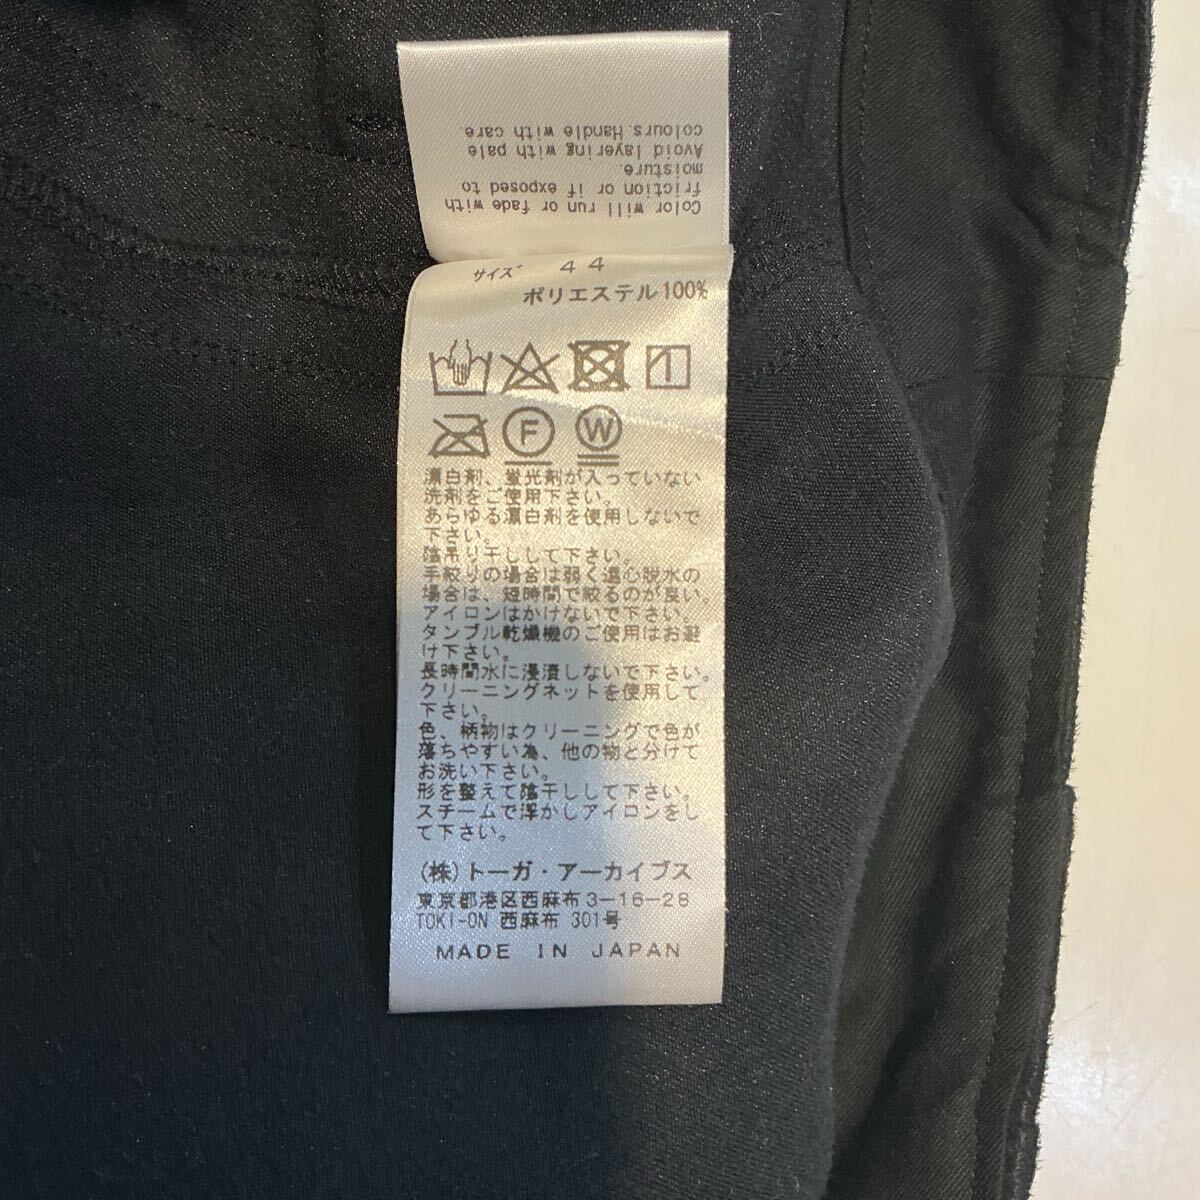 Color will run or fade with
friction or if exposed to
moisture.
Avoid layering with pale
colours.Handle with care.
サイズ 44
ポリエステル100%
F
W
漂白剤、蛍光剤が入っていない
洗剤をご使用下さい。
あらゆる漂白剤を使用しないで
下さい。
陰吊り干しして下さい。
手絞りの場合は弱く遠心脱水の
場合は、短時間で絞るのが良い。
アイロンはかけないで下さい。
タンブル乾燥機のご使用はお避
け下さい。
長時間水に浸漬しないで下さい。
クリーニングネットを使用して
下さい。
色、柄物はクリーニングで色が
落ちやすい為、他の物と分けて
お洗い下さい。
形を整えて陰干しして下さい。
スチームで浮かしアイロンをし
て下さい。
(株)トーガ・アーカイブス
東京都港区西麻布3-16-28
TOKI-ON 西麻布 301号
MADE IN JAPAN